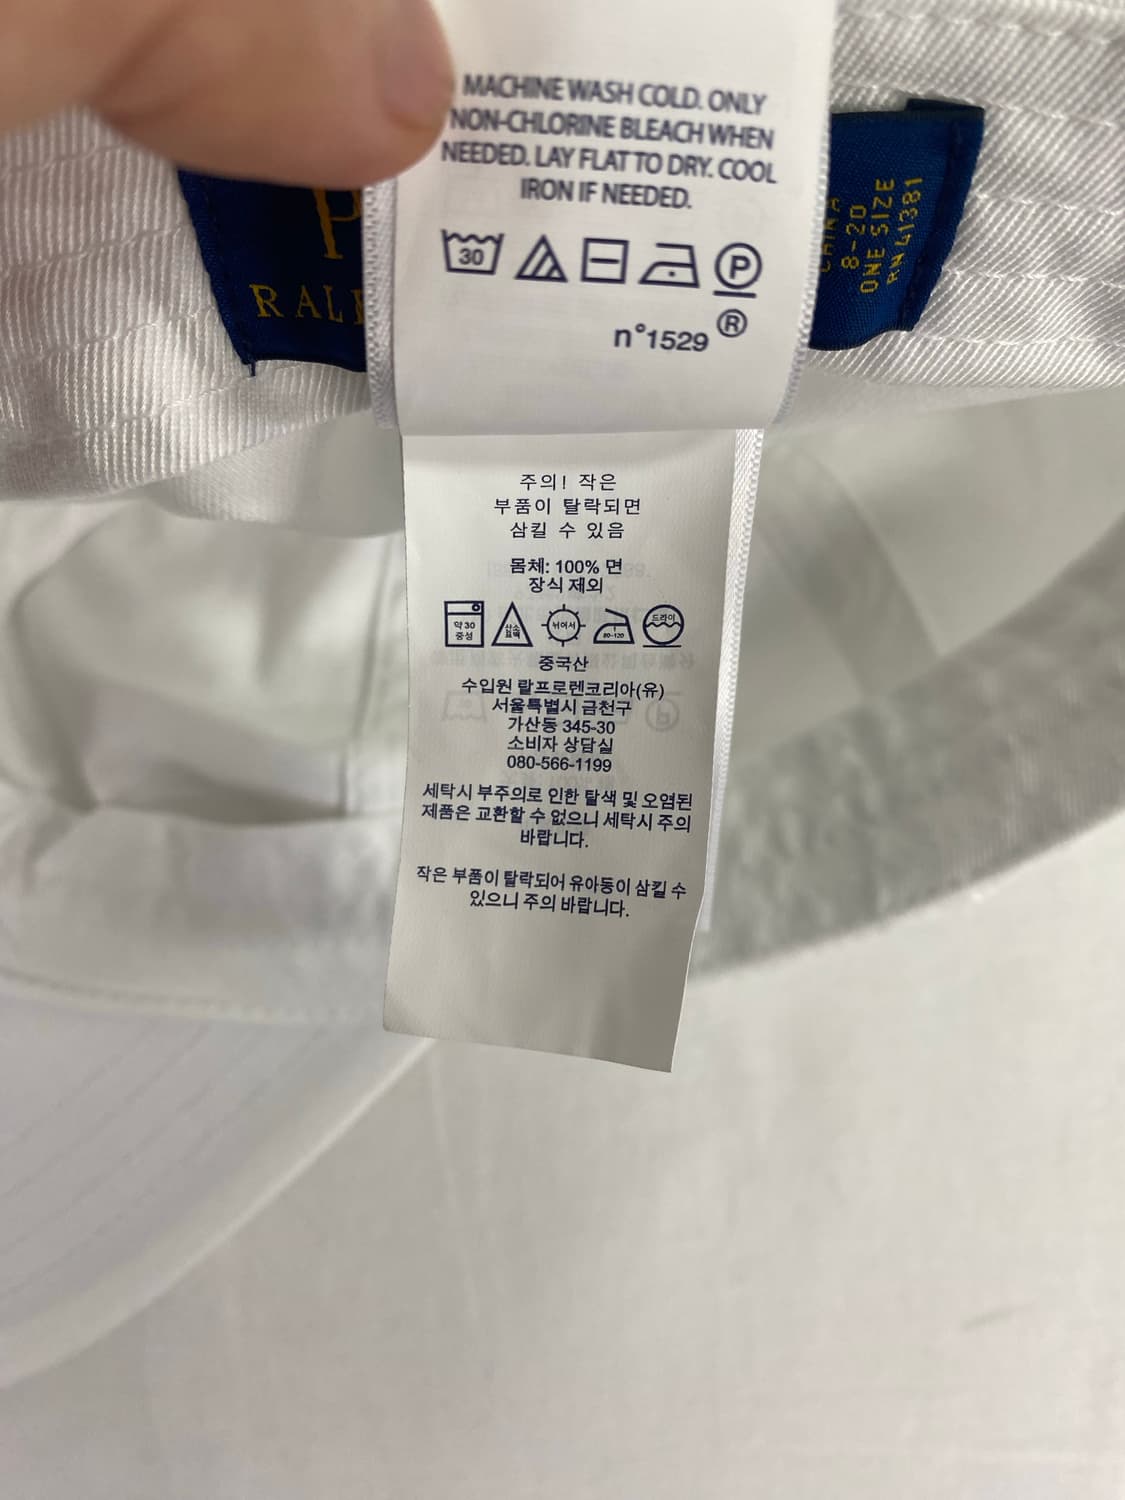 MACHINE WASH COLD. ONLY
NON-CHLORINE BLEACH WHEN
NEEDED. LAY FLAT TO DRY. COOL
IRON IF NEEDED.
30
P
n°1529 ®
8-20
ONE SIZE
RN 41381
주의! 작은
부품이 탈락되면
삼킬 수 있음
몸체: 100% 면
장식 제외
약 30
중성
산소
표백
뉘어서
80~120
드라이
중국산
수입원 랄프로렌코리아(유)
서울특별시 금천구
가산동 345-30
소비자 상담실
080-566-1199
세탁시 부주의로 인한 탈색 및 오염된
제품은 교환할 수 없으니 세탁시 주의
바랍니다.
작은 부품이 탈락되어 유아동이 삼킬 수
있으니 주의 바랍니다.